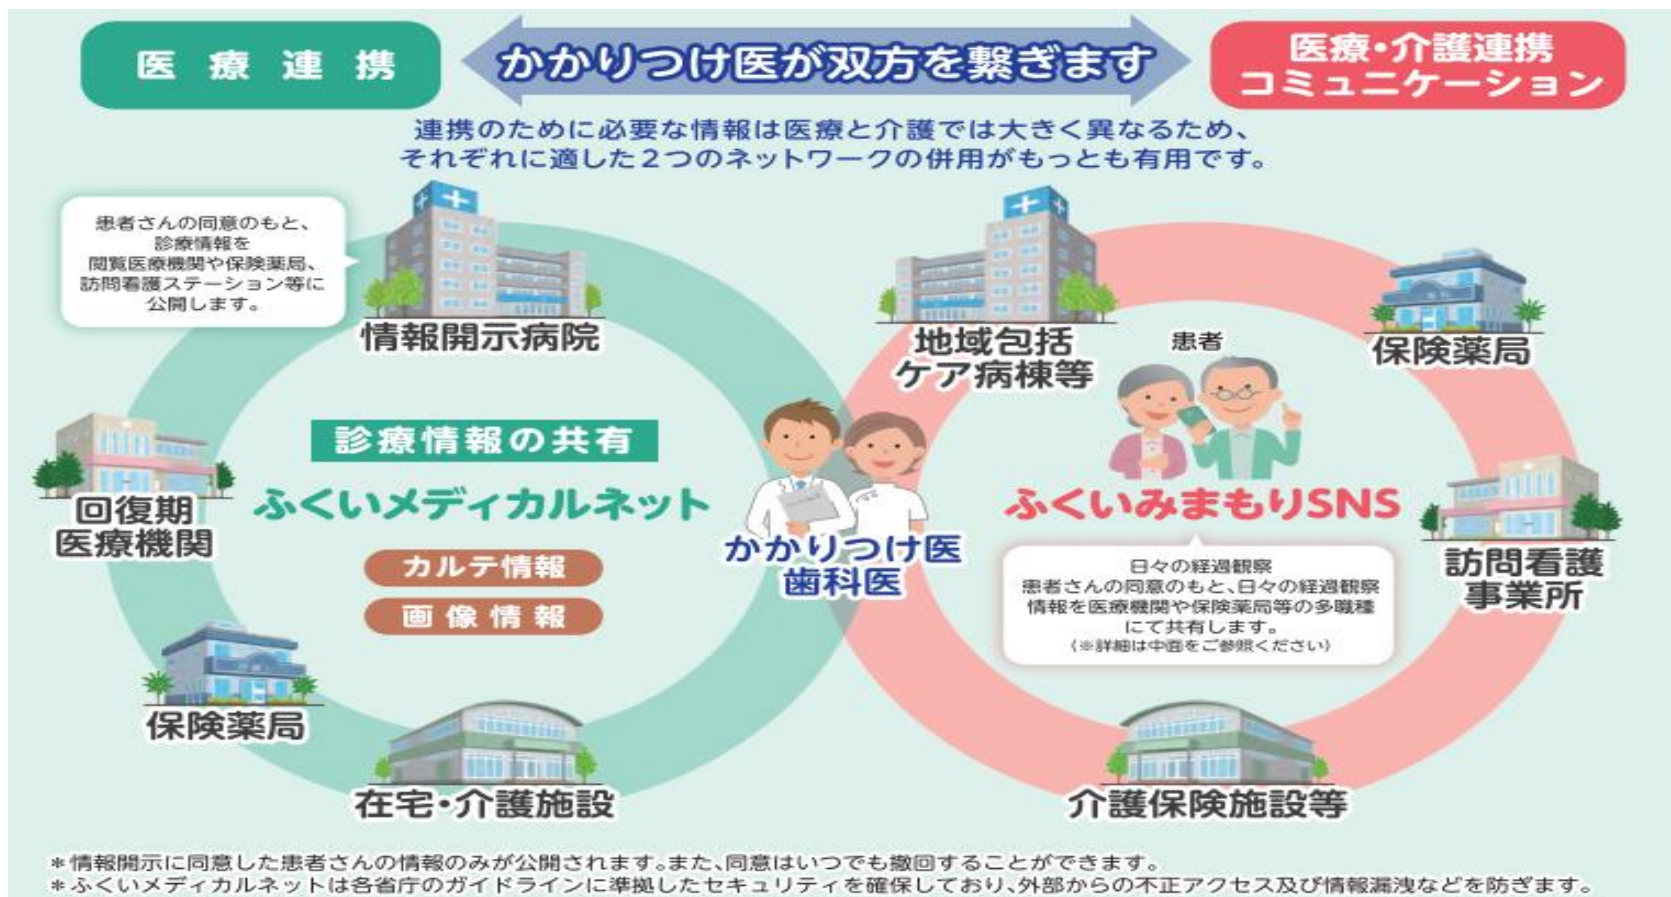 医療連携
かかりつけ医が双方を繋ぎます
医療・介護連携
コミュニケーション
連携のために必要な情報は医療と介護では大きく異なるため、
それぞれに適した2つのネットワークの併用がもっとも有用です。
患者さんの同意のもと、
診療情報を
閲覧医療機関や保険薬局、
訪問看護ステーション等に
公開します。
情報開示病院
回復期
医療機関
診療情報の共有
ふくいメディカルネット
カルテ情報
画像情報
保険薬局
在宅・介護施設
かかりつけ医
歯科医
地域包括
ケア病棟等
患者
保険薬局
ふくいみまもりSNS
日々の経過観察
患者さんの同意のもと、日々の経過観察
情報を医療機関や保険薬局等の多職種
にて共有します。
(※詳細は中面をご参照ください)
訪問看護
事業所
介護保険施設等
*情報開示に同意した患者さんの情報のみが公開されます。また、同意はいつでも撤回することができます。
*ふくいメディカルネットは各省庁のガイドラインに準拠したセキュリティを確保しており、外部からの不正アクセス及び情報漏洩などを防ぎます。